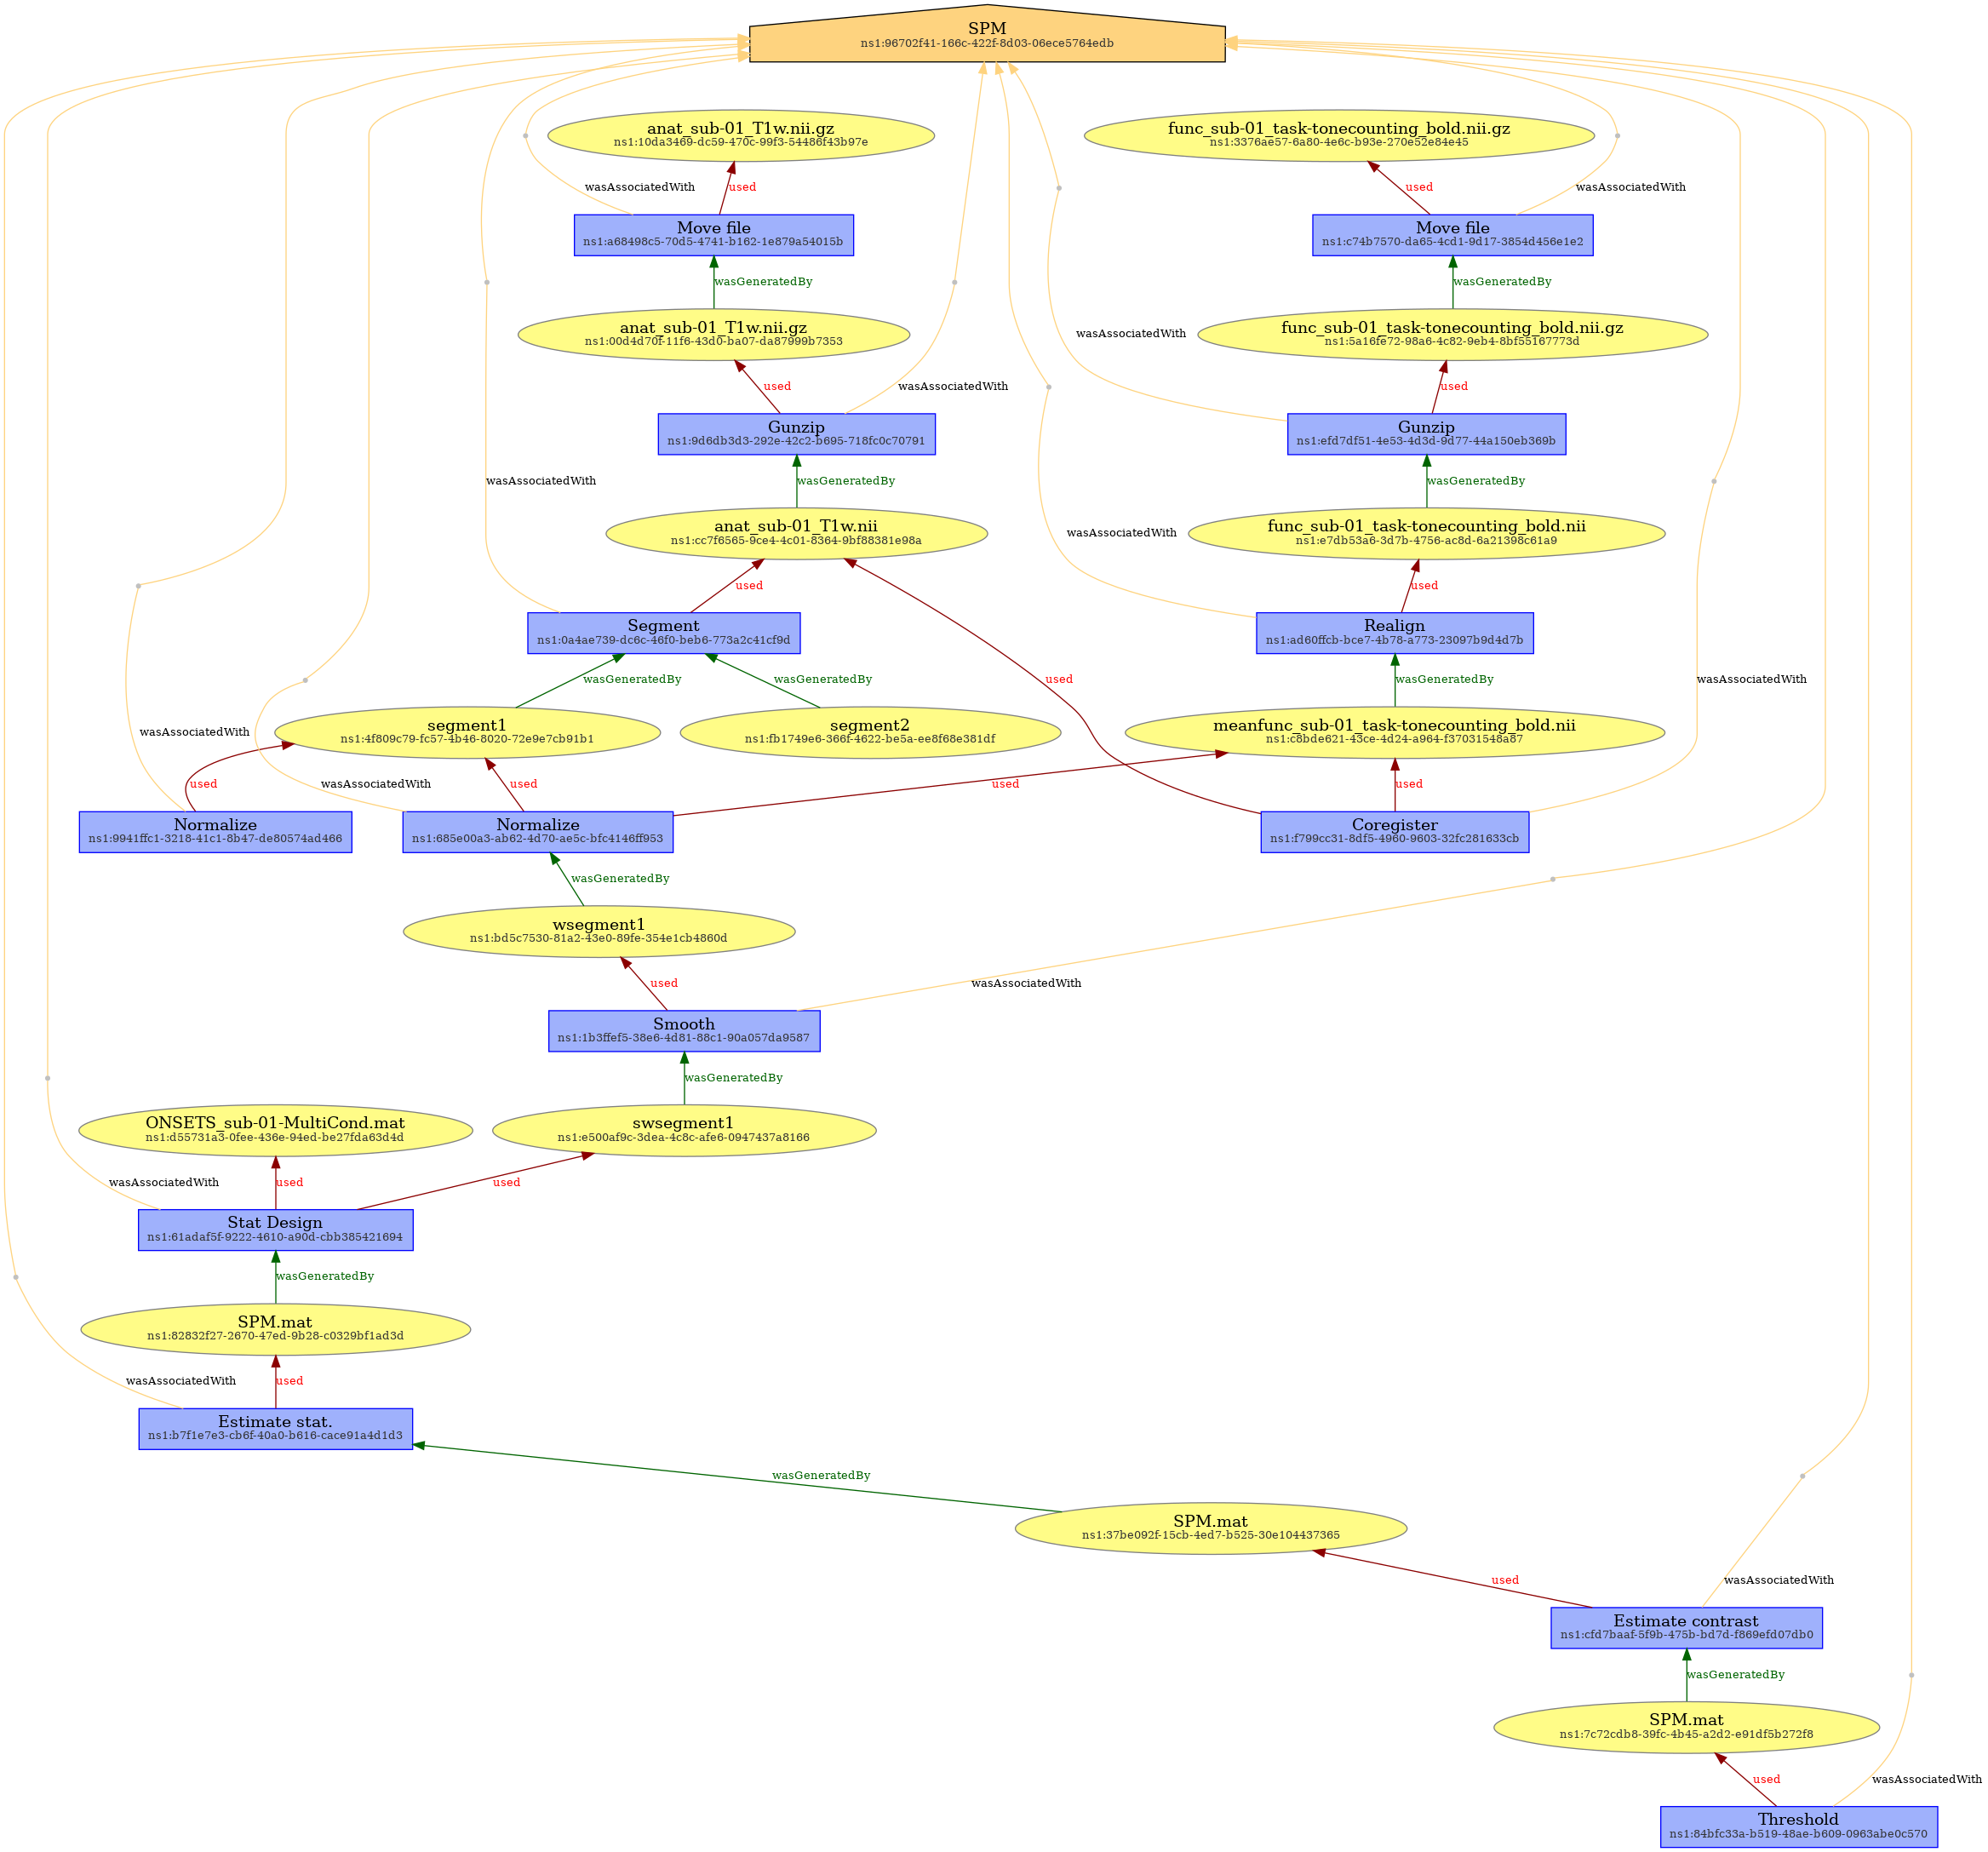 SPM
ns1:96702f41-166c-422f-8d03-06ece5764edb
anat_sub-01_T1w.nii.gz
ns1:10da3469-dc59-470c-99f3-54486f43b97e
func_sub-01_task-tonecounting_bold.nii.gz
ns1:3376ae57-6a80-4e6c-b93e-270e52e84e45
wasAssociatedWith
used
used
wasAssociatedWith
Move file
ns1:a68498c5-70d5-4741-b162-1e879a54015b
Move file
ns1:c74b7570-da65-4cd1-9d17-3854d456e1e2
wasGeneratedBy
wasGeneratedBy
anat_sub-01_T1w.nii.gz
ns1:00d4d70f-11f6-43d0-ba07-da87999b7353
wasAssociatedWith
func_sub-01_task-tonecounting_bold.nii.gz
ns1:5a16fe72-98a6-4c82-9eb4-8bf55167773d
used
wasAssociatedWith
used
Gunzip
ns1:9d6db3d3-292e-42c2-b695-718fc0c70791
Gunzip
ns1:efd7df51-4e53-4d3d-9d77-44a150eb369b
wasAssociatedWith
wasGeneratedBy
wasGeneratedBy
anat_sub-01_T1w.nii
ns1:cc7f6565-9ce4-4c01-8364-9bf88381e98a
wasAssociatedWith
func_sub-01_task-tonecounting_bold.nii
ns1:e7db53a6-3d7b-4756-ac8d-6a21398c61a9
used
used
Segment
ns1:0a4ae739-dc6c-46f0-beb6-773a2c41cf9d
Realign
ns1:ad60ffcb-bce7-4b78-a773-23097b9d4d7b
wasGeneratedBy
wasGeneratedBy
used
wasGeneratedBy
wasAssociatedWith
wasAssociatedWith
segment1
ns1:4f809c79-fc57-4b46-8020-72e9e7cb91b1
segment2
ns1:fb1749e6-366f-4622-be5a-ee8f68e381df
meanfunc_sub-01_task-tonecounting_bold.nii
ns1:c8bde621-43ce-4d24-a964-f37031548a87
used
wasAssociatedWith
used
used
used
Normalize
ns1:9941ffc1-3218-41c1-8b47-de80574ad466
Normalize
ns1:685e00a3-ab62-4d70-ae5c-bfc4146ff953
Coregister
ns1:f799cc31-8df5-4960-9603-32fc281633cb
wasGeneratedBy
wsegment1
ns1:bd5c7530-81a2-43e0-89fe-354e1cb4860d
used
wasAssociatedWith
Smooth
ns1:1b3ffef5-38e6-4d81-88c1-90a057da9587
wasGeneratedBy
ONSETS_sub-01-MultiCond.mat
ns1:d55731a3-0fee-436e-94ed-be27fda63d4d
swsegment1
ns1:e500af9c-3dea-4c8c-afe6-0947437a8166
wasAssociatedWith
used
used
Stat Design
ns1:61adaf5f-9222-4610-a90d-cbb385421694
wasGeneratedBy
SPM.mat
ns1:82832f27-2670-47ed-9b28-c0329bf1ad3d
wasAssociatedWith
used
Estimate stat.
ns1:b7f1e7e3-cb6f-40a0-b616-cace91a4d1d3
wasGeneratedBy
SPM.mat
ns1:37be092f-15cb-4ed7-b525-30e104437365
used
wasAssociatedWith
Estimate contrast
ns1:cfd7baaf-5f9b-475b-bd7d-f869efd07db0
wasGeneratedBy
SPM.mat
ns1:7c72cdb8-39fc-4b45-a2d2-e91df5b272f8
used
wasAssociatedWith
Threshold
ns1:84bfc33a-b519-48ae-b609-0963abe0c570